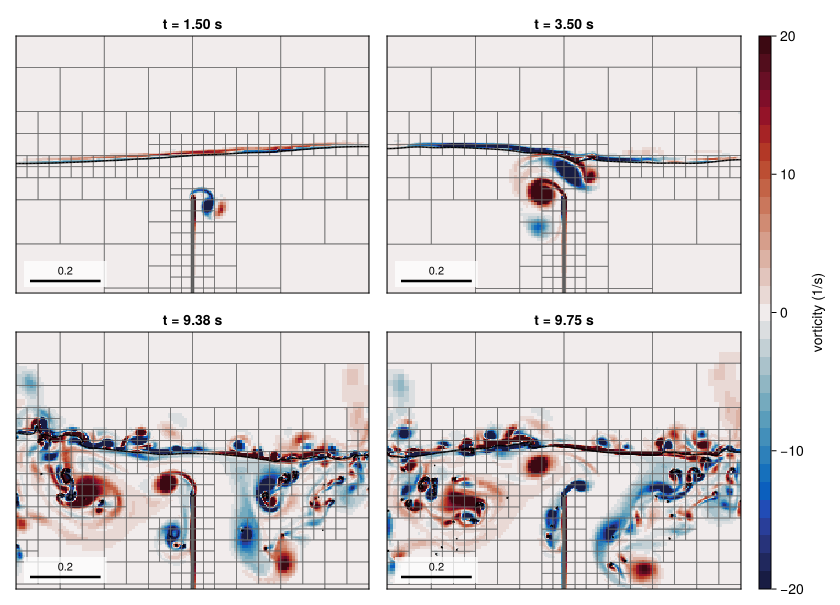 t = 1.50 s
t = 3.50 s
0.2
0.2
t = 9.38 s
t = 9.75 s
0.2
0.2
20
10
0
−10
−20
vorticity (1/s)